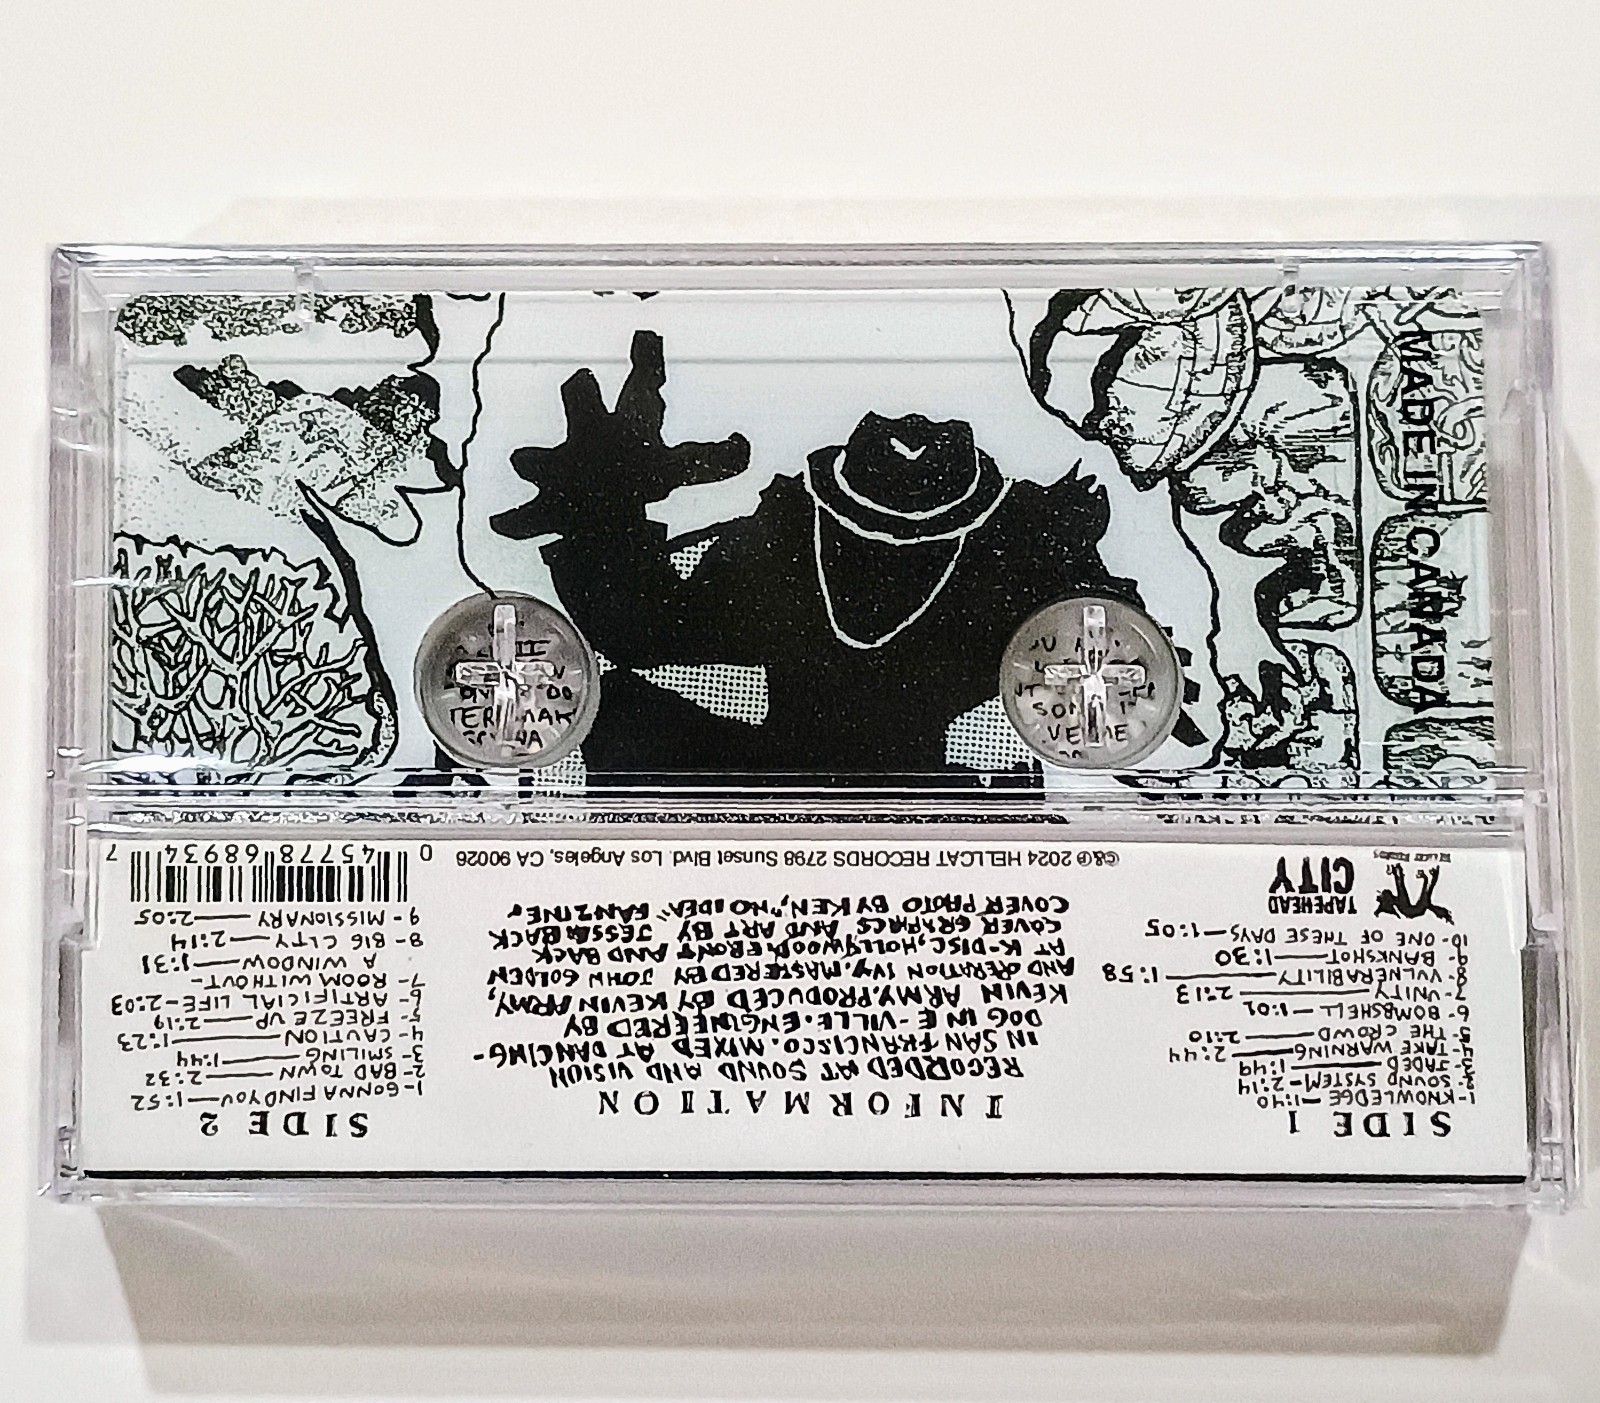 MADE IN CANADA
SIDE 1
1-KNOWLEDGE—1:40
2-SOUND SYSTEM-2:14
3-JADED—1:49
4-TAKE WARNING—2:44
5-THE CROWD—2:10
6-BOMBSHELL—1:01
7-UNITY—2:13
8-VULNERABILITY—1:58
9-BANKSHOT—1:30
10-ONE OF THESE DAYS—1:05
TAPEHEAD
CITY
HELLCAT RECORDS
INFORMATION
RECORDED AT SOUND AND VISION
IN SAN FRANCISCO. MIXED AT DANCING-
DOG IN E-VILLE. ENGINEERED BY
KEVIN ARMY. PRODUCED BY KEVIN ARMY,
AND OPERATION IVY. MASTERED BY JOHN GOLDEN
AT K-DISC, HOLLYWOOD. FRONT AND BACK
COVER GRAPHICS AND ART BY JESSE. BACK
COVER PHOTO BY KEN, "NO IDEA" FANZINE.
©&℗ 2024 HELLCAT RECORDS 2798 Sunset Blvd. Los Angeles, CA 90026
SIDE 2
1-GONNA FIND YOU—1:52
2-BAD TOWN—2:32
3-SMILING—1:44
4-CAUTION—1:23
5-FREEZE UP—2:19
6-ARTIFICIAL LIFE-2:03
7-ROOM WITHOUT-
A WINDOW—1:31
8-BIG CITY—2:14
9-MISSIONARY—2:05
0 45778 68934 7